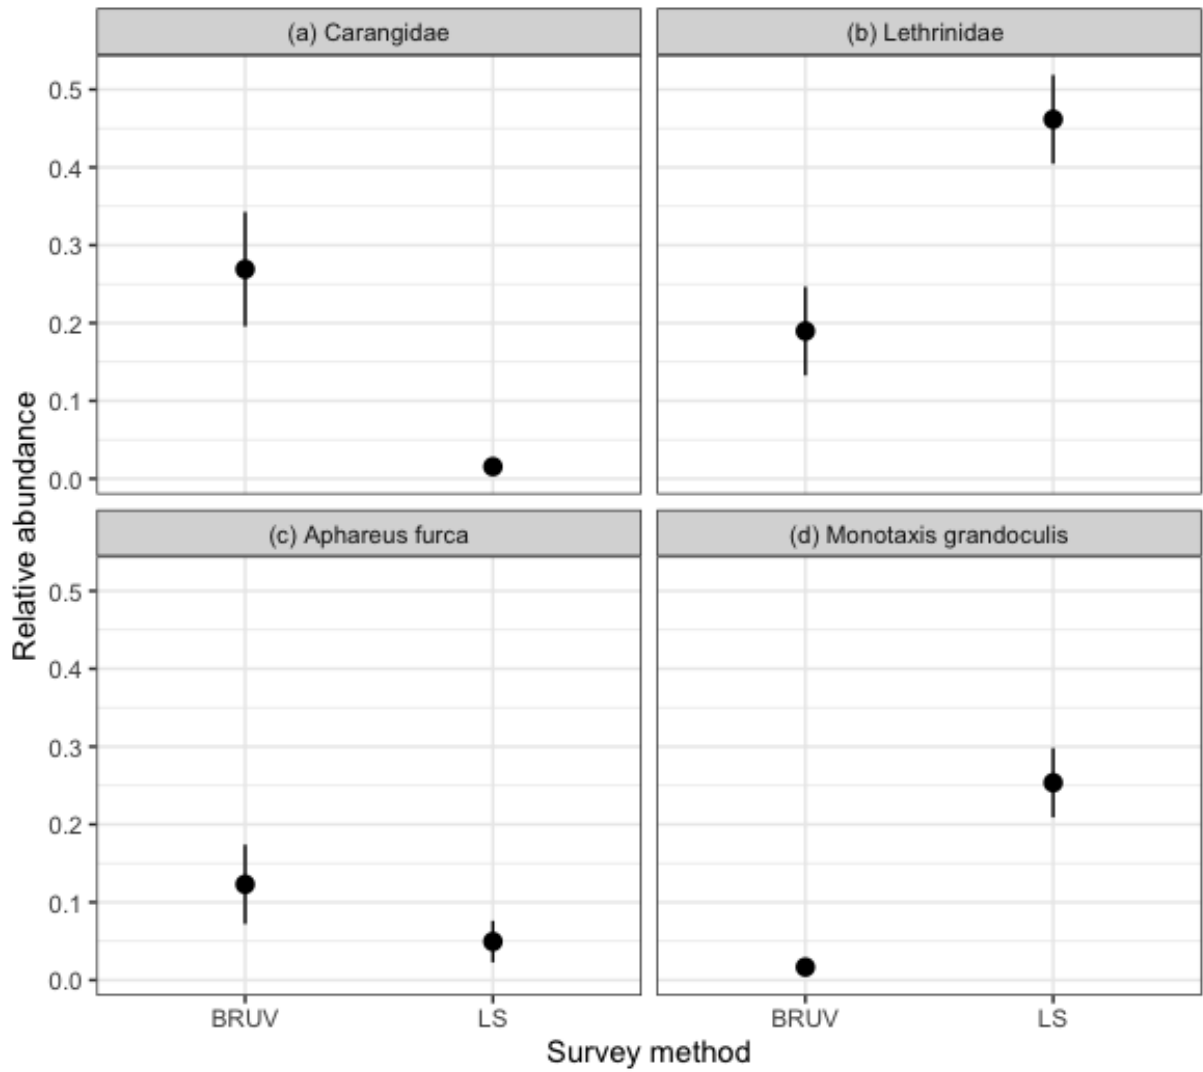 (a) Carangidae
(b) Lethrinidae
0.5
0.4
0.3
0.2
0.1
0.0
(c) Aphareus furca
(d) Monotaxis grandoculis
0.5
0.4
0.3
0.2
0.1
0.0
Relative abundance
BRUV LS BRUV LS
Survey method